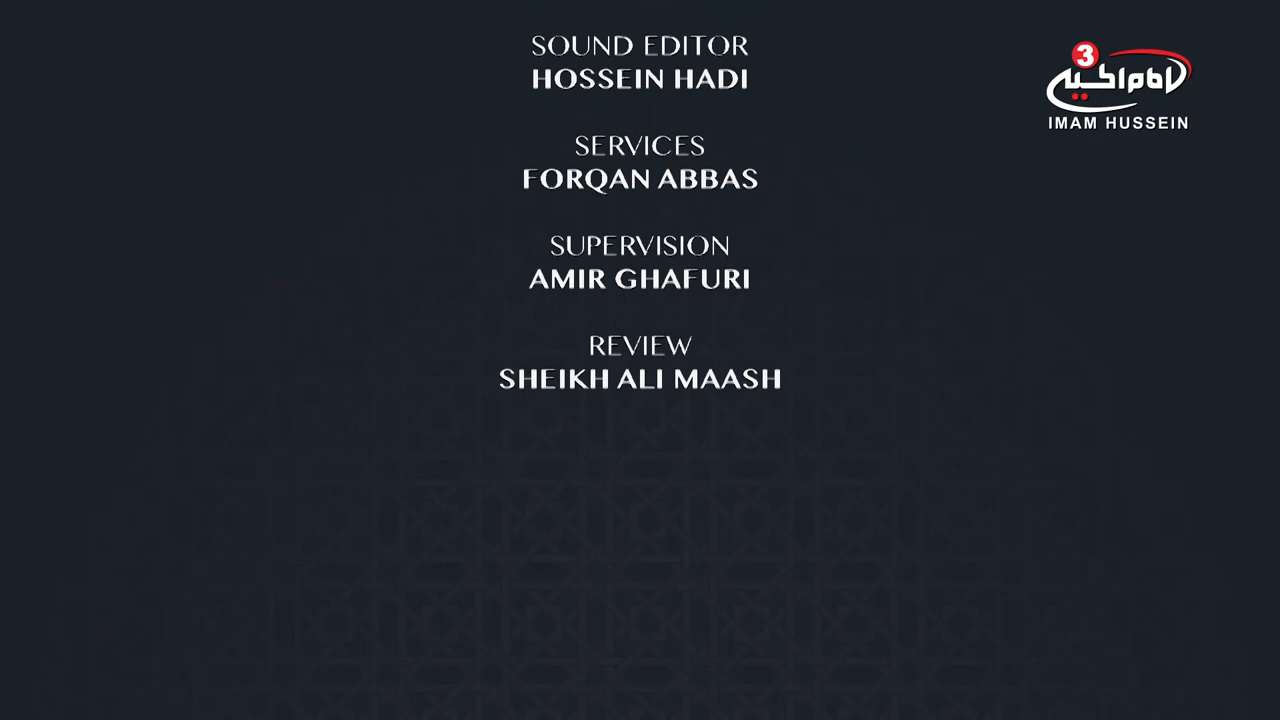 SOUND EDITOR
HOSSEIN HADI
SERVICES
FORQAN ABBAS
SUPERVISION
AMIR GHAFURI
REVIEW
SHEIKH ALI MAASH
3
IMAM HUSSEIN